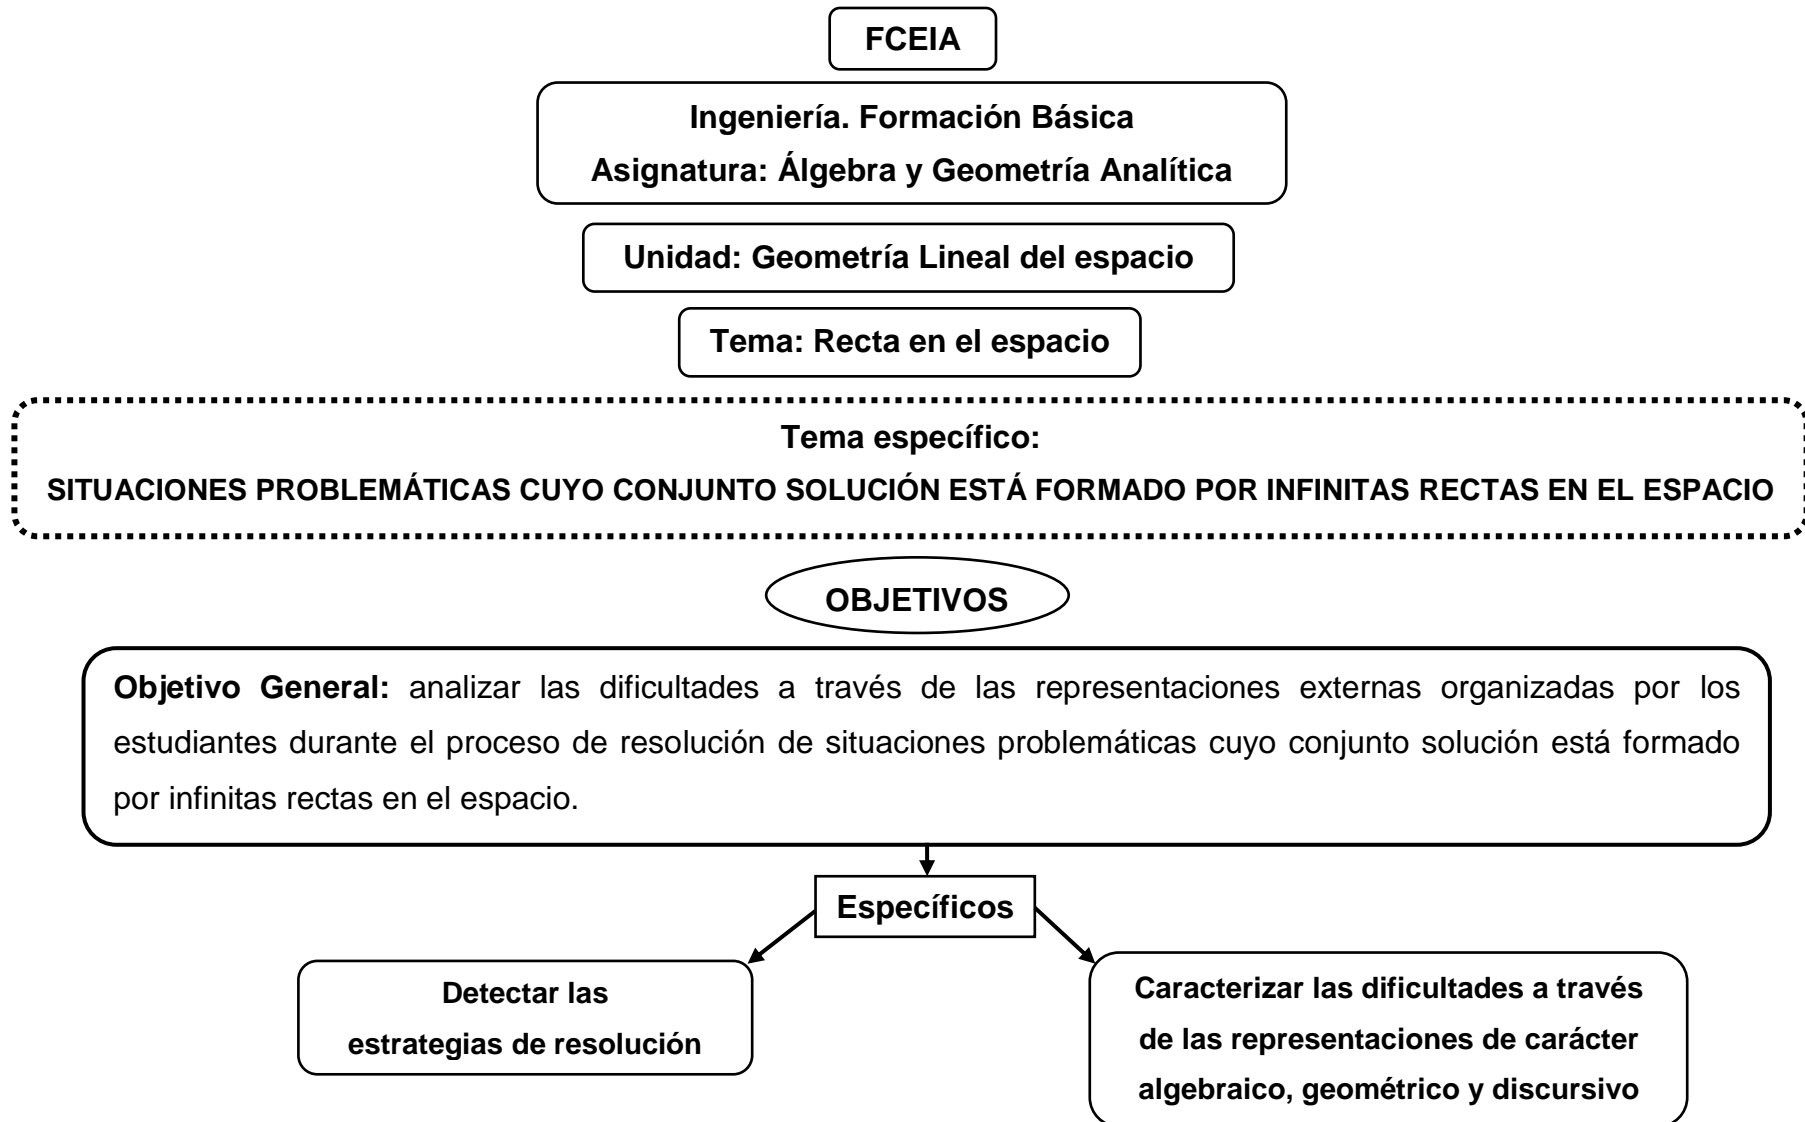 FCEIA
Ingeniería. Formación Básica
Asignatura: Álgebra y Geometría Analítica
Unidad: Geometría Lineal del espacio
Tema: Recta en el espacio
Tema específico:
SITUACIONES PROBLEMÁTICAS CUYO CONJUNTO SOLUCIÓN ESTÁ FORMADO POR INFINITAS RECTAS EN EL ESPACIO
OBJETIVOS
Objetivo General: analizar las dificultades a través de las representaciones externas organizadas por los
estudiantes durante el proceso de resolución de situaciones problemáticas cuyo conjunto solución está formado
por infinitas rectas en el espacio.
Específicos
Detectar las
estrategias de resolución
Caracterizar las dificultades a través
de las representaciones de carácter
algebraico, geométrico y discursivo